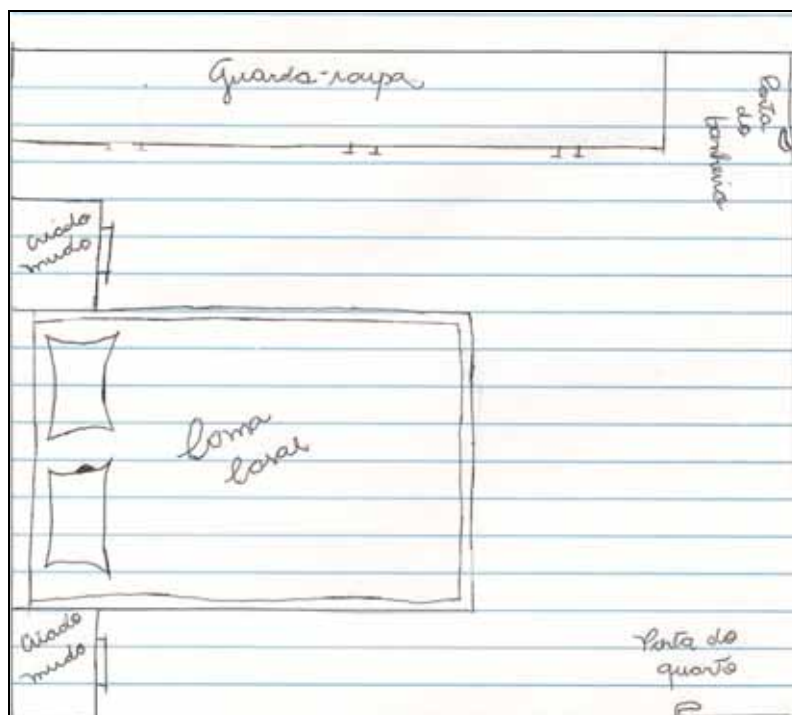 Guarda-roupa
Porta
do
banheiro
Criado
mudo
Cama
Casal
Criado
mudo
Porta do
quarto